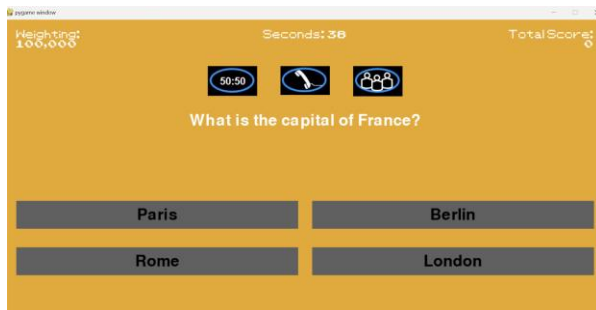 pygame window
Weighting: Seconds: 38 Total Score:
100,000 0
50:50
What is the capital of France?
Paris Berlin
Rome London